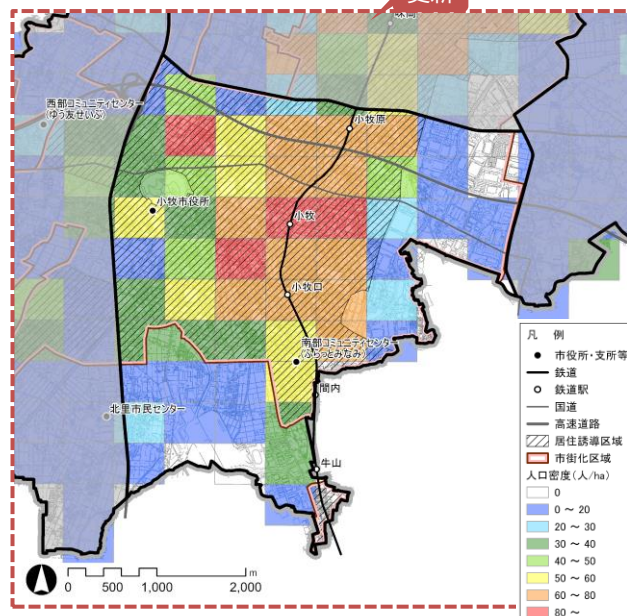 更新
味岡
西部コミュニティセンター
(ゆう友せいぶ)
小牧原
小牧市役所
小牧
小牧口
南部コミュニティセンター
(ふらっとみなみ)
間内
北里市民センター
牛山
0 500 1,000 2,000 m
凡 例
市役所・支所等
鉄道
鉄道駅
国道
高速道路
居住誘導区域
市街化区域
人口密度(人/ha)
0
0 ~ 20
20 ~ 30
30 ~ 40
40 ~ 50
50 ~ 60
60 ~ 80
80 ~